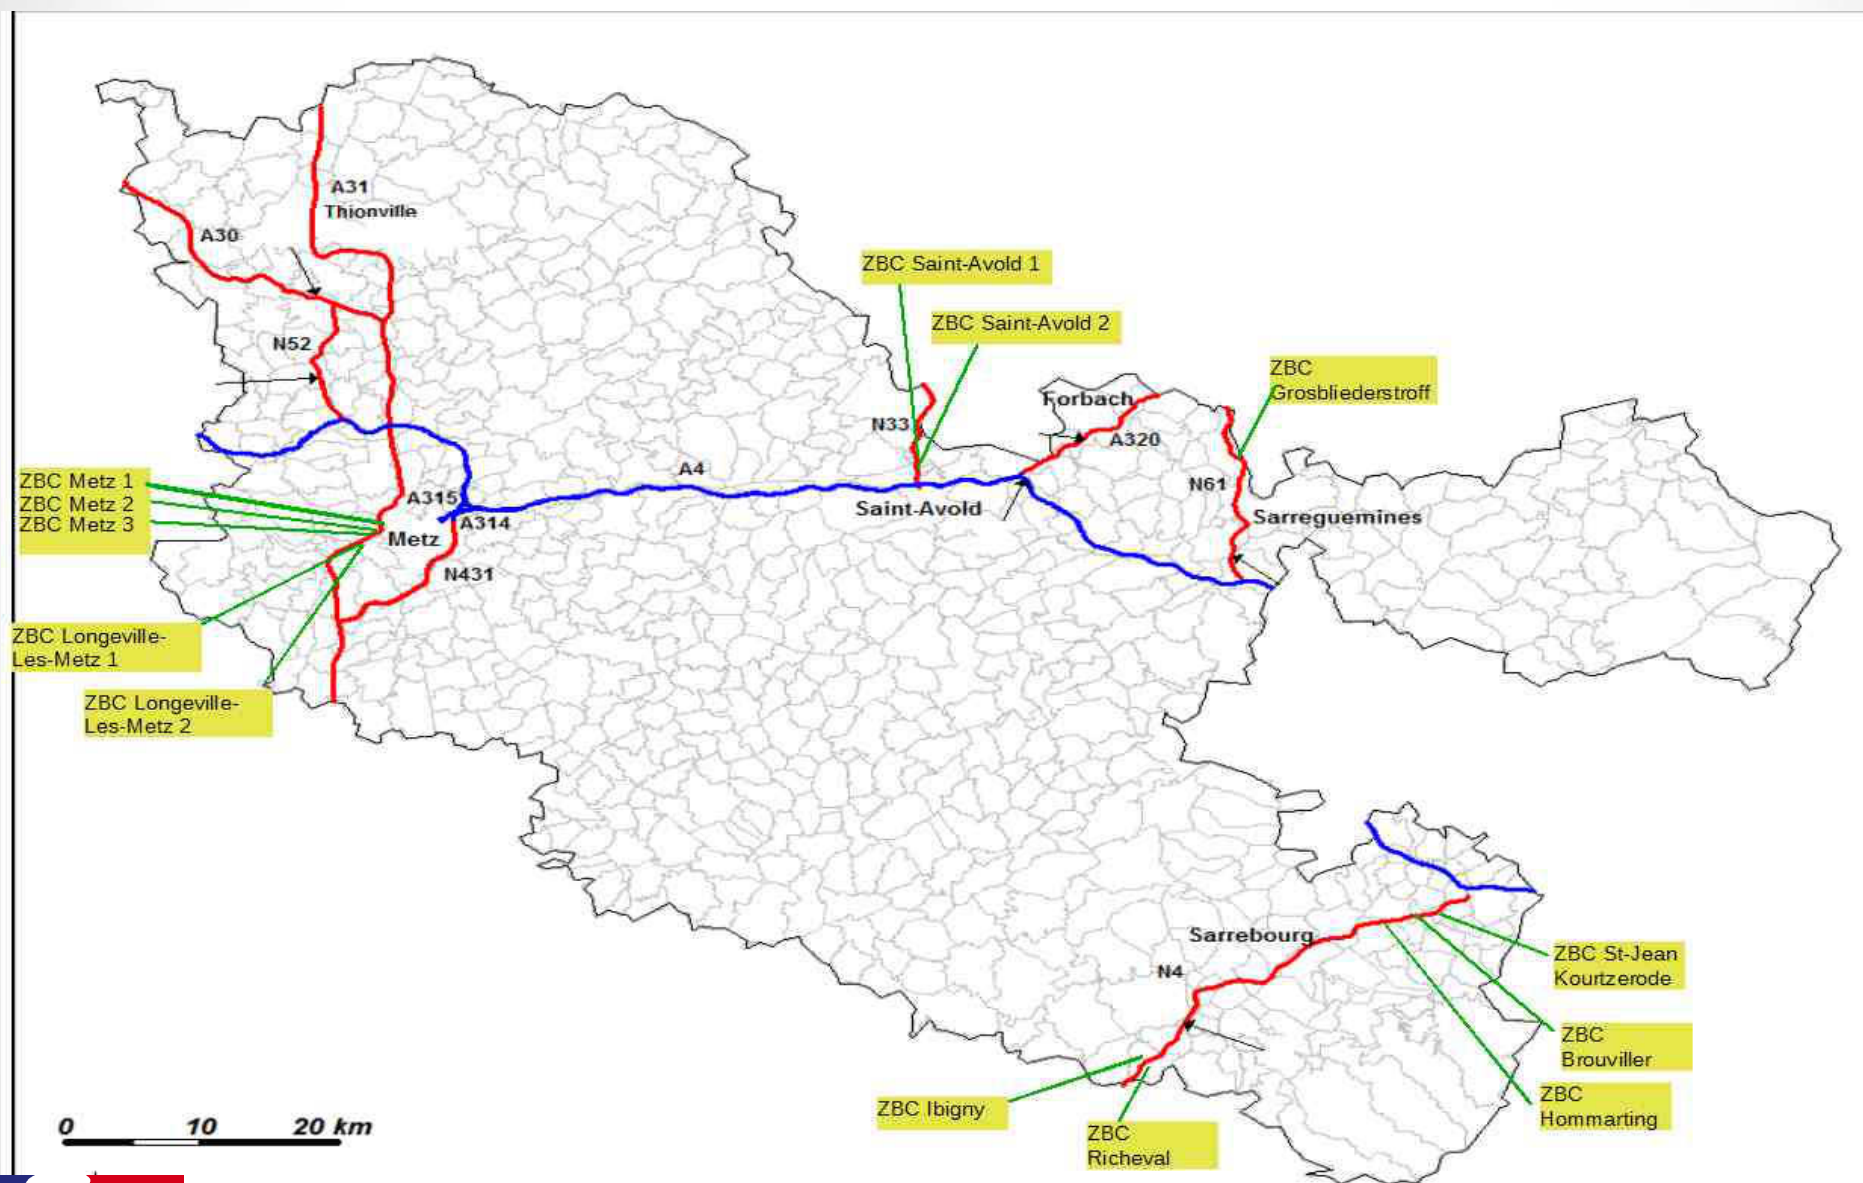 A31
Thionville
A30
ZBC Saint-Avold 1
ZBC Saint-Avold 2
N52
ZBC
Grosbliederstroff
Forbach
N33
A320
A4
ZBC Metz 1
ZBC Metz 2
ZBC Metz 3
A315
A314
Metz
Saint-Avold
N61
Sarreguemines
N431
ZBC Longeville-
Les-Metz 1
ZBC Longeville-
Les-Metz 2
Sarrebourg
N4
ZBC St-Jean
Kourtzerode
ZBC
Brouviller
ZBC
Hommarting
ZBC Ibigny
ZBC
Richeval
0 10 20 km